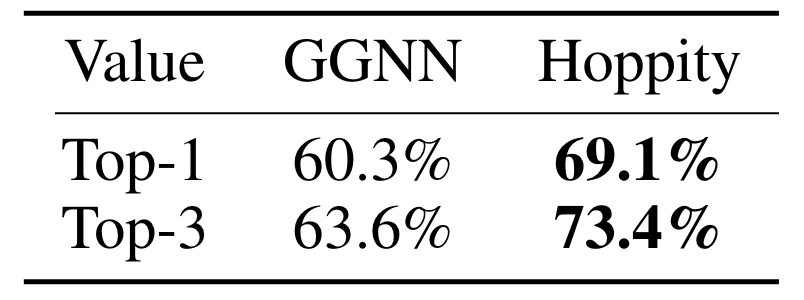 Value GGNN Hoppity
Top-1 60.3% 69.1%
Top-3 63.6% 73.4%